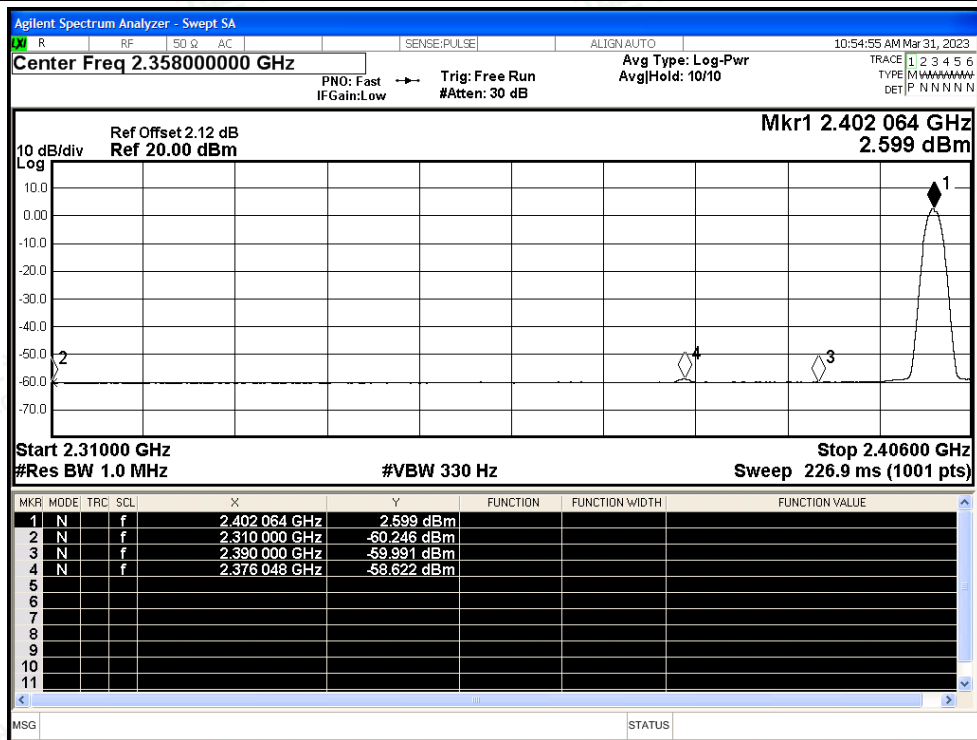 Agilent Spectrum Analyzer - Swept SA
LXI R RF 50 Ω AC SENSE:PULSE ALIGN AUTO 10:54:55 AM Mar 31, 2023
Center Freq 2.358000000 GHz
PNO: Fast Trig: Free Run
IFGain:Low #Atten: 30 dB
Avg Type: Log-Pwr
Avg|Hold: 10/10
TRACE 1 2 3 4 5 6
TYPE M WWWWW
DET P N N N N N
Ref Offset 2.12 dB
10 dB/div Ref 20.00 dBm
Log
Mkr1 2.402 064 GHz
2.599 dBm
10.0
0.00
-10.0
-20.0
-30.0
-40.0
-50.0
-60.0
-70.0
1
2
4
3
Start 2.31000 GHz Stop 2.40600 GHz
#Res BW 1.0 MHz #VBW 330 Hz Sweep 226.9 ms (1001 pts)
MKR MODE TRC SCL X Y FUNCTION FUNCTION WIDTH FUNCTION VALUE
1 N f 2.402 064 GHz 2.599 dBm
2 N f 2.310 000 GHz -60.246 dBm
3 N f 2.390 000 GHz -59.991 dBm
4 N f 2.376 048 GHz -58.622 dBm
5
6
7
8
9
10
11
MSG STATUS